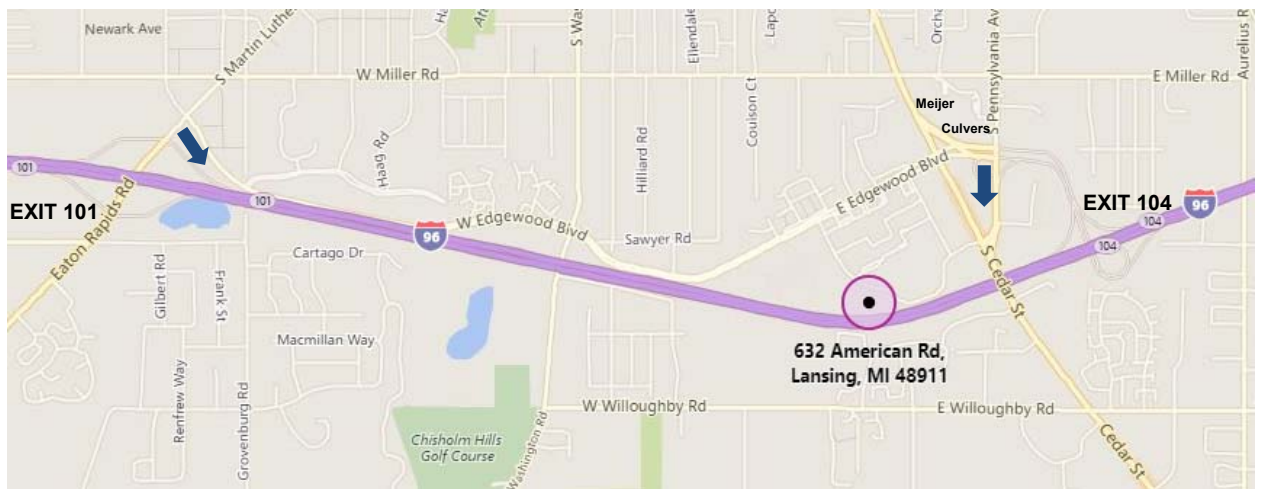 Newark Ave
S Martin Luthe
S Was
Ellendale
Lapo
Orcha
S Pennsylvania Av
Aurelius R
W Miller Rd
E Miller Rd
Meijer
Culvers
Haag Rd
Hilliard Rd
Coulson Ct
E Edgewood Blvd
101
EXIT 101
101
96
W Edgewood Blvd
Sawyer Rd
EXIT 104
96
104
104
Eaton Rapids Rd
Gilbert Rd
Frank St
Cartago Dr
S Cedar St
Macmillan Way
632 American Rd,
Lansing, MI 48911
Renfrew Way
Grovenburg Rd
W Willoughby Rd
E Willoughby Rd
Chisholm Hills
Golf Course
Washington Rd
Cedar St